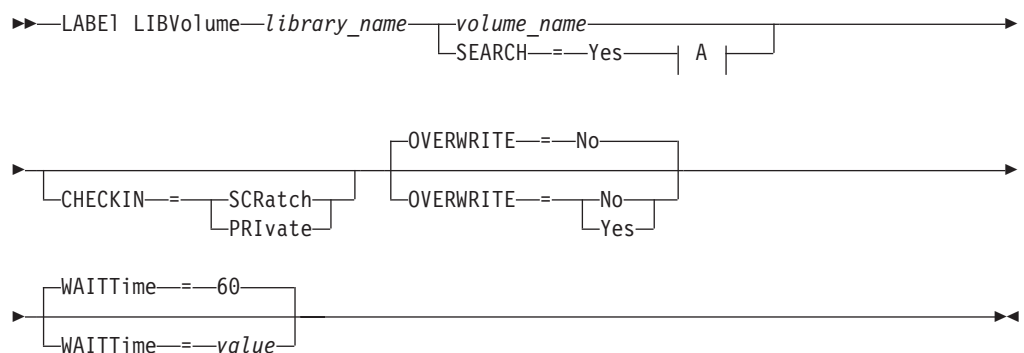 LABEl LIBVolume library_name volume_name
SEARCH = Yes A
OVERWRITE = No
CHECKIN = SCRatch OVERWRITE = No
PRIvate Yes
WAITTime = 60
WAITTime = value